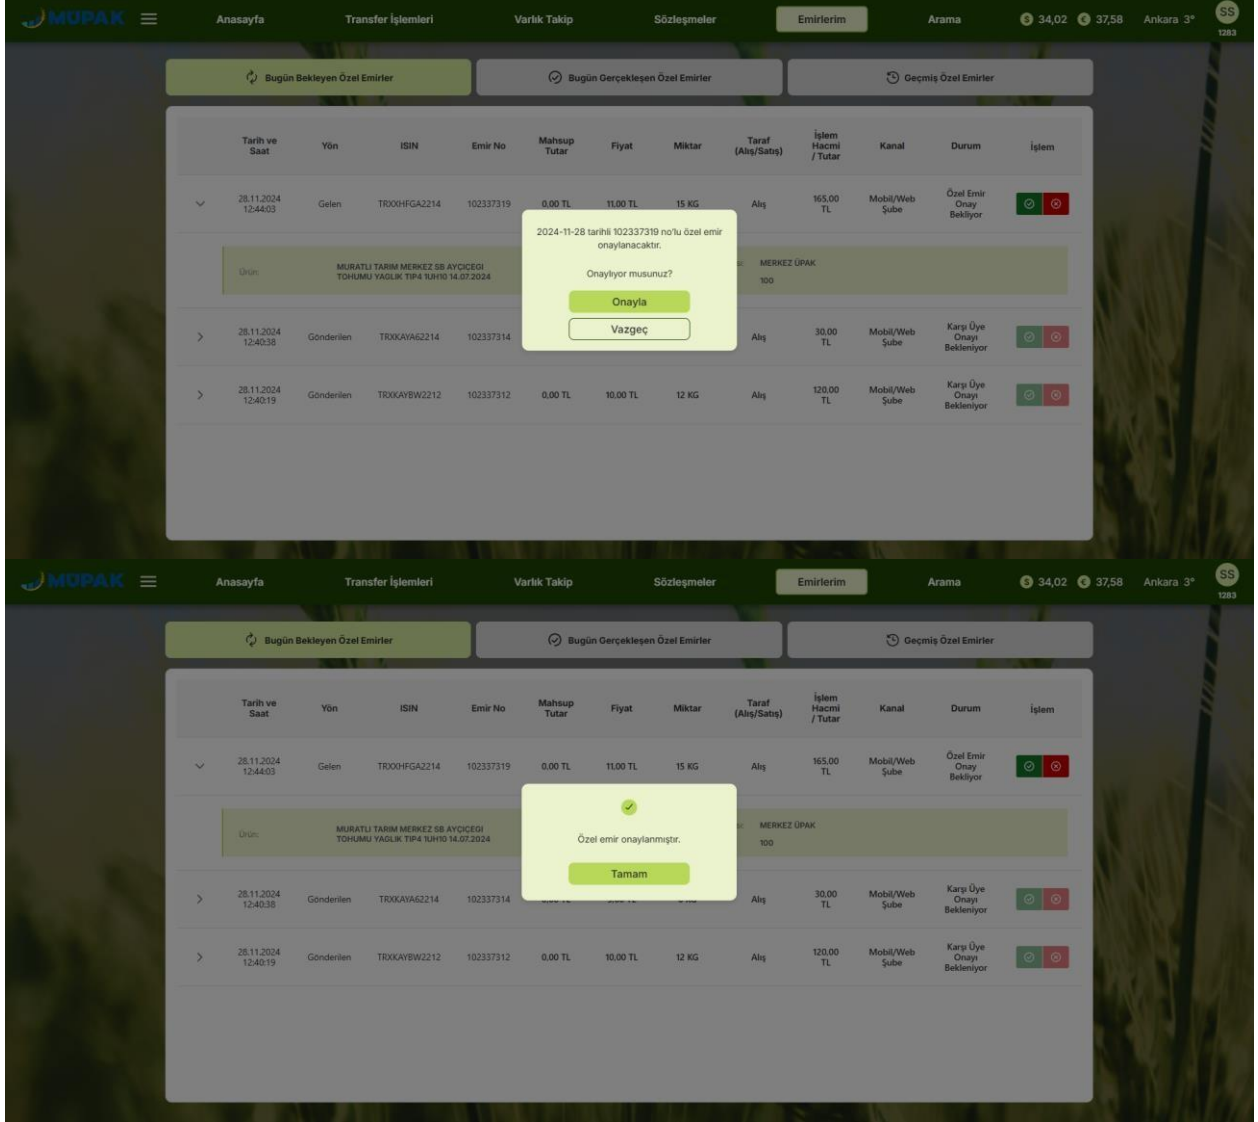 MÜPAK Anasayfa Transfer İşlemleri Varlık Takip Sözleşmeler Emirlerim Arama $ 34,02 € 37,58 Ankara 3° SS
1283
Bugün Bekleyen Özel Emirler Bugün Gerçekleşen Özel Emirler Geçmiş Özel Emirler
Tarih ve Saat Yön ISIN Emir No Mahsup Tutar Fiyat Miktar Taraf (Alış/Satış) İşlem Hacmi / Tutar Kanal Durum İşlem
28.11.2024 12:44:03 Gelen TRXXHFGA2214 102337319 0,00 TL 11,00 TL 15 KG Alış 165,00 TL Mobil/Web Şube Özel Emir Onay Bekliyor
2024-11-28 tarihli 102337319 no'lu özel emir
onaylanacaktır.
Onaylıyor musunuz?
Onayla
Vazgeç
Ürün: MURATLI TARIM MERKEZ SB AYÇİÇEGI TOHUMU YAGLIK TIP4 1UH10 14.07.2024 MERKEZ ÜPAK
100
28.11.2024 12:40:38 Gönderilen TRXKAYA62214 102337314 Alış 30,00 TL Mobil/Web Şube Karşı Üye Onayı Bekleniyor
28.11.2024 12:40:19 Gönderilen TRXKAYBW2212 102337312 0,00 TL 10,00 TL 12 KG Alış 120,00 TL Mobil/Web Şube Karşı Üye Onayı Bekleniyor
MÜPAK Anasayfa Transfer İşlemleri Varlık Takip Sözleşmeler Emirlerim Arama $ 34,02 € 37,58 Ankara 3° SS
1283
Bugün Bekleyen Özel Emirler Bugün Gerçekleşen Özel Emirler Geçmiş Özel Emirler
Tarih ve Saat Yön ISIN Emir No Mahsup Tutar Fiyat Miktar Taraf (Alış/Satış) İşlem Hacmi / Tutar Kanal Durum İşlem
28.11.2024 12:44:03 Gelen TRXXHFGA2214 102337319 0,00 TL 11,00 TL 15 KG Alış 165,00 TL Mobil/Web Şube Özel Emir Onay Bekliyor
Özel emir onaylanmıştır.
Tamam
Ürün: MURATLI TARIM MERKEZ SB AYÇİÇEGI TOHUMU YAGLIK TIP4 1UH10 14.07.2024 MERKEZ ÜPAK
100
28.11.2024 12:40:38 Gönderilen TRXKAYA62214 102337314 Alış 30,00 TL Mobil/Web Şube Karşı Üye Onayı Bekleniyor
28.11.2024 12:40:19 Gönderilen TRXKAYBW2212 102337312 0,00 TL 10,00 TL 12 KG Alış 120,00 TL Mobil/Web Şube Karşı Üye Onayı Bekleniyor